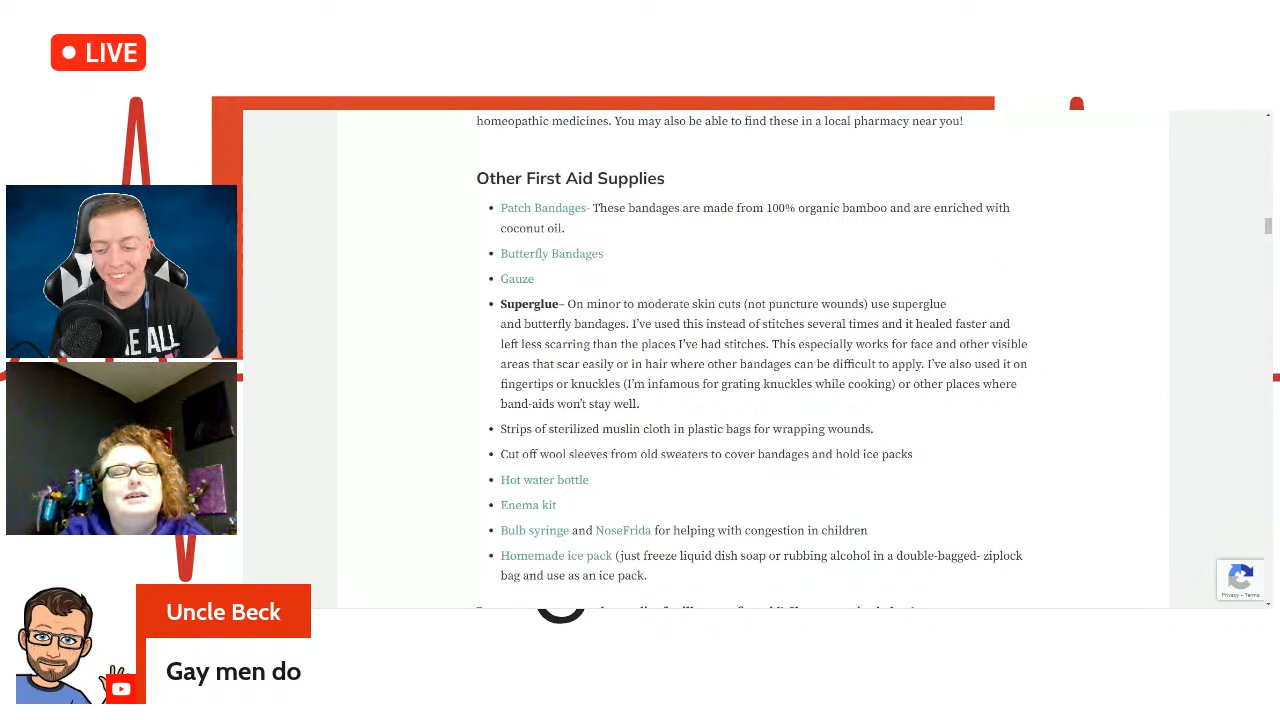 LIVE
homeopathic medicines. You may also be able to find these in a local pharmacy near you!
Other First Aid Supplies
Patch Bandages- These bandages are made from 100% organic bamboo and are enriched with
coconut oil.
Butterfly Bandages
Gauze
Superglue– On minor to moderate skin cuts (not puncture wounds) use superglue
and butterfly bandages. I’ve used this instead of stitches several times and it healed faster and
left less scarring than the places I’ve had stitches. This especially works for face and other visible
areas that scar easily or in hair where other bandages can be difficult to apply. I’ve also used it on
fingertips or knuckles (I’m infamous for grating knuckles while cooking) or other places where
band-aids won’t stay well.
Strips of sterilized muslin cloth in plastic bags for wrapping wounds.
Cut off wool sleeves from old sweaters to cover bandages and hold ice packs
Hot water bottle
Enema kit
Bulb syringe and NoseFrida for helping with congestion in children
Homemade ice pack (just freeze liquid dish soap or rubbing alcohol in a double-bagged- ziplock
bag and use as an ice pack.
Privacy - Terms
ALL
Uncle Beck
Gay men do